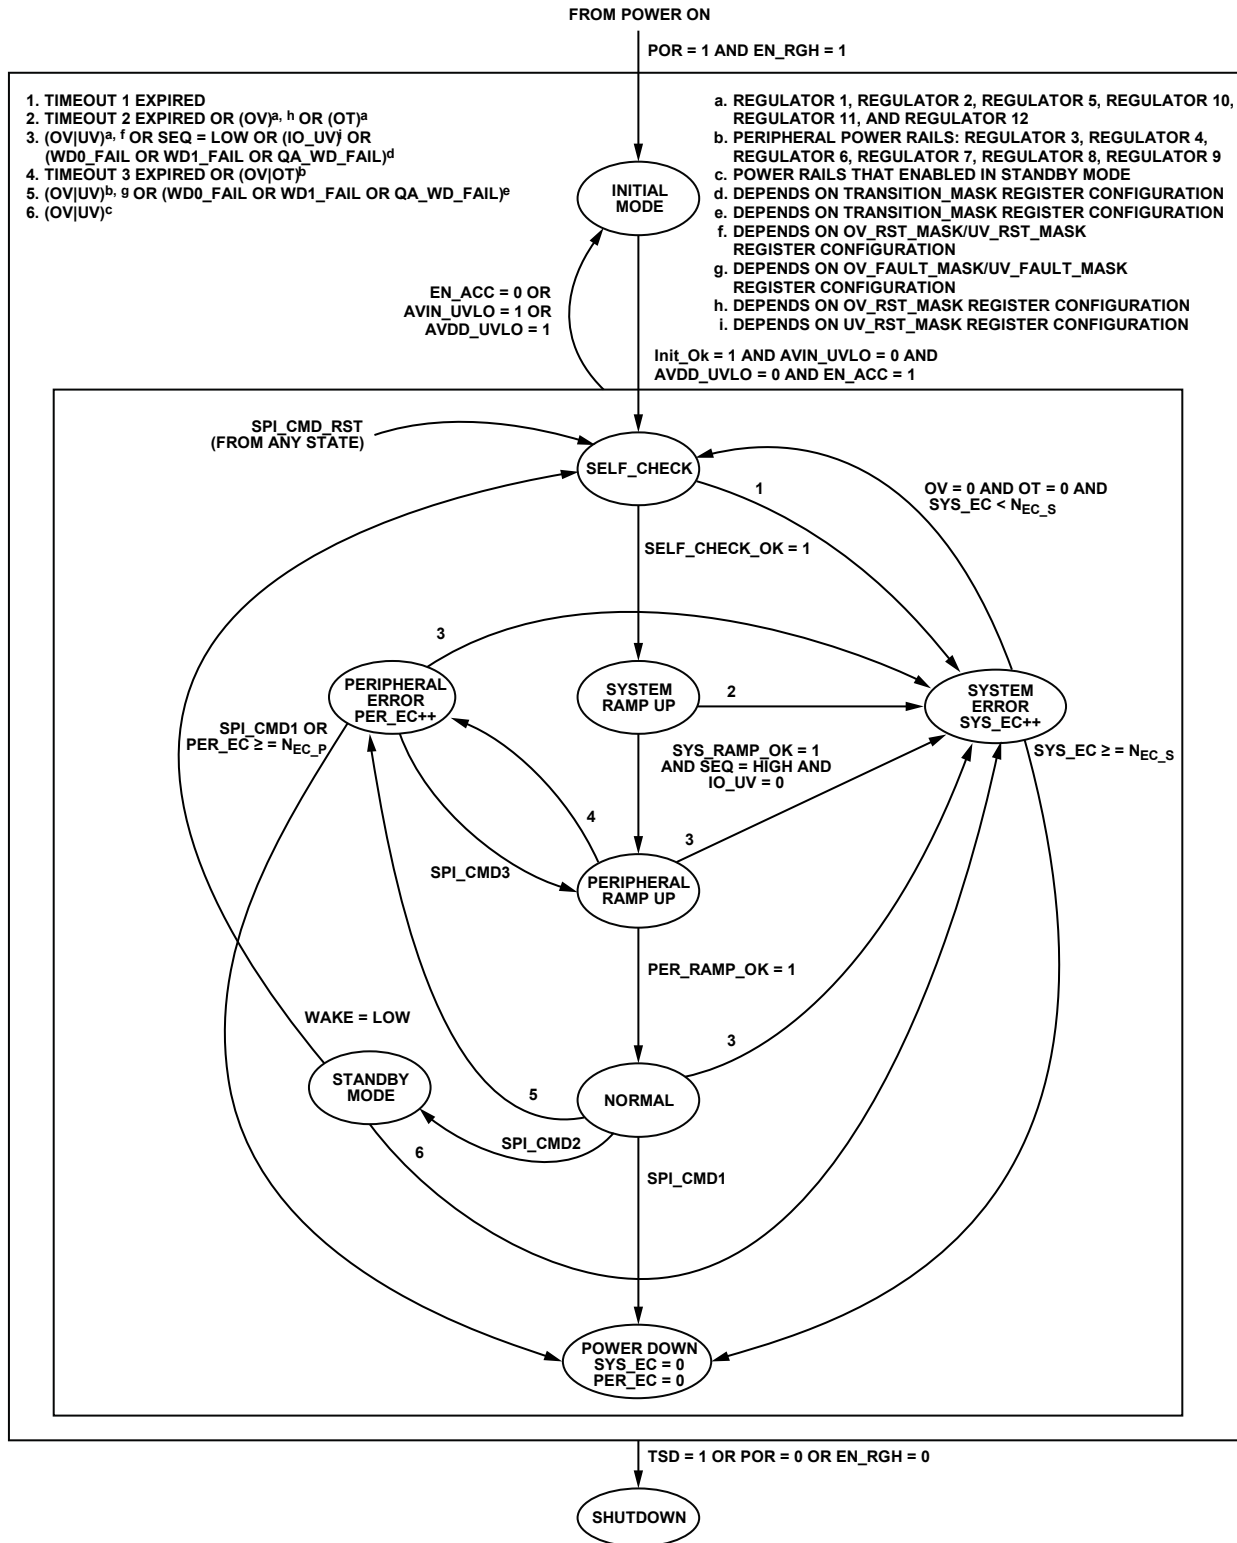 FROM POWER ON
POR = 1 AND EN_RGH = 1
1. TIMEOUT 1 EXPIRED
2. TIMEOUT 2 EXPIRED OR (OV)a, h OR (OT)a
3. (OV|UV)a, f OR SEQ = LOW OR (IO_UV)i OR
(WD0_FAIL OR WD1_FAIL OR QA_WD_FAIL)d
4. TIMEOUT 3 EXPIRED OR (OV|OT)b
5. (OV|UV)b, g OR (WD0_FAIL OR WD1_FAIL OR QA_WD_FAIL)e
6. (OV|UV)c
a. REGULATOR 1, REGULATOR 2, REGULATOR 5, REGULATOR 10,
REGULATOR 11, AND REGULATOR 12
b. PERIPHERAL POWER RAILS: REGULATOR 3, REGULATOR 4,
REGULATOR 6, REGULATOR 7, REGULATOR 8, REGULATOR 9
c. POWER RAILS THAT ENABLED IN STANDBY MODE
d. DEPENDS ON TRANSITION_MASK REGISTER CONFIGURATION
e. DEPENDS ON TRANSITION_MASK REGISTER CONFIGURATION
f. DEPENDS ON OV_RST_MASK/UV_RST_MASK
REGISTER CONFIGURATION
g. DEPENDS ON OV_FAULT_MASK/UV_FAULT_MASK
REGISTER CONFIGURATION
h. DEPENDS ON OV_RST_MASK REGISTER CONFIGURATION
i. DEPENDS ON UV_RST_MASK REGISTER CONFIGURATION
INITIAL
MODE
EN_ACC = 0 OR
AVIN_UVLO = 1 OR
AVDD_UVLO = 1
Init_Ok = 1 AND AVIN_UVLO = 0 AND
AVDD_UVLO = 0 AND EN_ACC = 1
SPI_CMD_RST
(FROM ANY STATE)
SELF_CHECK
1
OV = 0 AND OT = 0 AND
SYS_EC < NEC_S
SELF_CHECK_OK = 1
3
PERIPHERAL
ERROR
PER_EC++
SYSTEM
RAMP UP
2
SYSTEM
ERROR
SYS_EC++
SPI_CMD1 OR
PER_EC ≥ = NEC_P
SYS_RAMP_OK = 1
AND SEQ = HIGH AND
IO_UV = 0
SYS_EC ≥ = NEC_S
4
3
SPI_CMD3
PERIPHERAL
RAMP UP
PER_RAMP_OK = 1
WAKE = LOW
3
STANDBY
MODE
5
NORMAL
SPI_CMD2
6
SPI_CMD1
POWER DOWN
SYS_EC = 0
PER_EC = 0
TSD = 1 OR POR = 0 OR EN_RGH = 0
SHUTDOWN